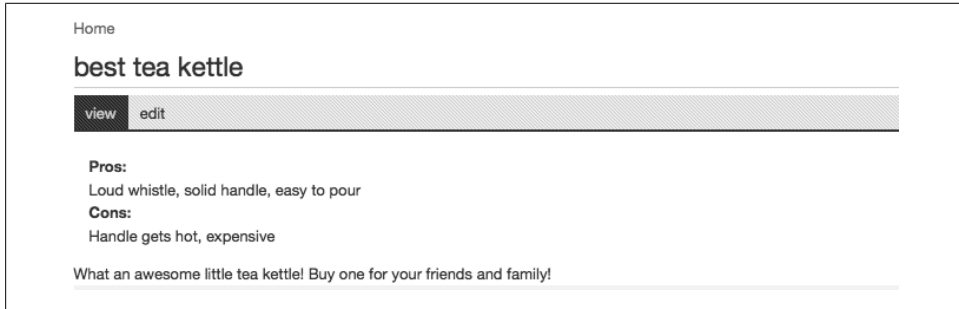 Home
best tea kettle
view edit
Pros:
Loud whistle, solid handle, easy to pour
Cons:
Handle gets hot, expensive
What an awesome little tea kettle! Buy one for your friends and family!